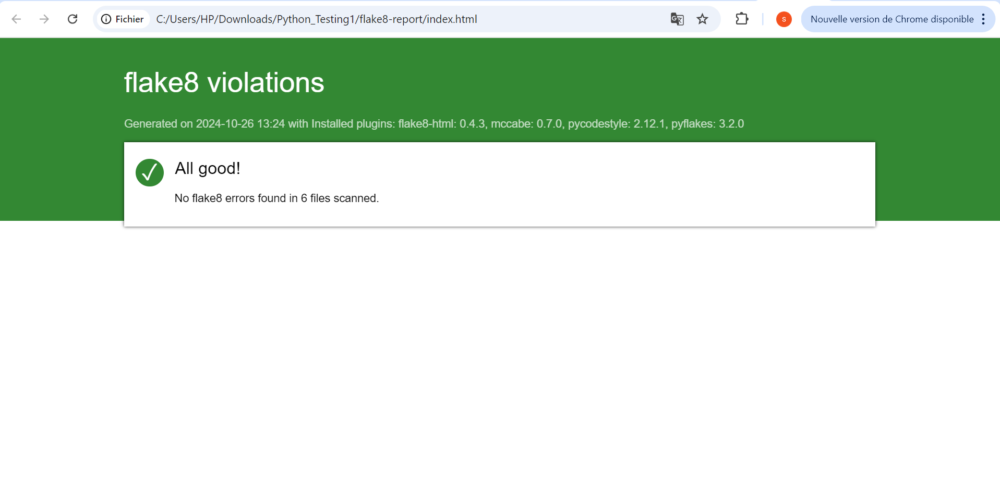 Fichier C:/Users/HP/Downloads/Python_Testing1/flake8-report/index.html S Nouvelle version de Chrome disponible
flake8 violations
Generated on 2024-10-26 13:24 with Installed plugins: flake8-html: 0.4.3, mccabe: 0.7.0, pycodestyle: 2.12.1, pyflakes: 3.2.0
All good!
No flake8 errors found in 6 files scanned.